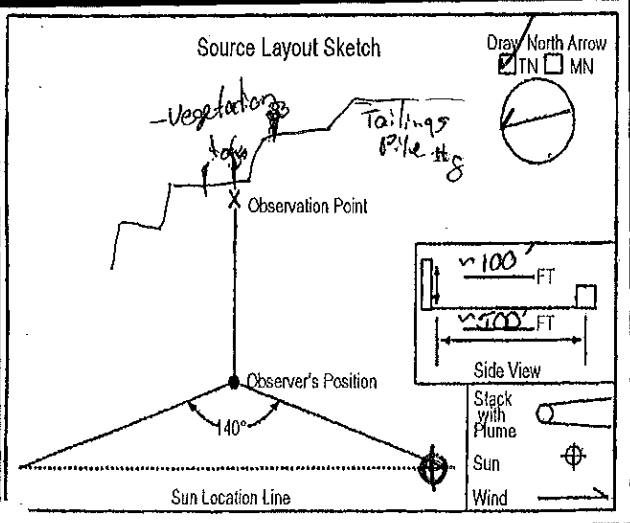 Source Layout Sketch
Draw North Arrow
TN MN
-vegetation
Tailings
Pile #8
X Observation Point
~100' FT
~500' FT
Side View
Observer's Position
140°
Stack
with
Plume
Sun
Wind
Sun Location Line